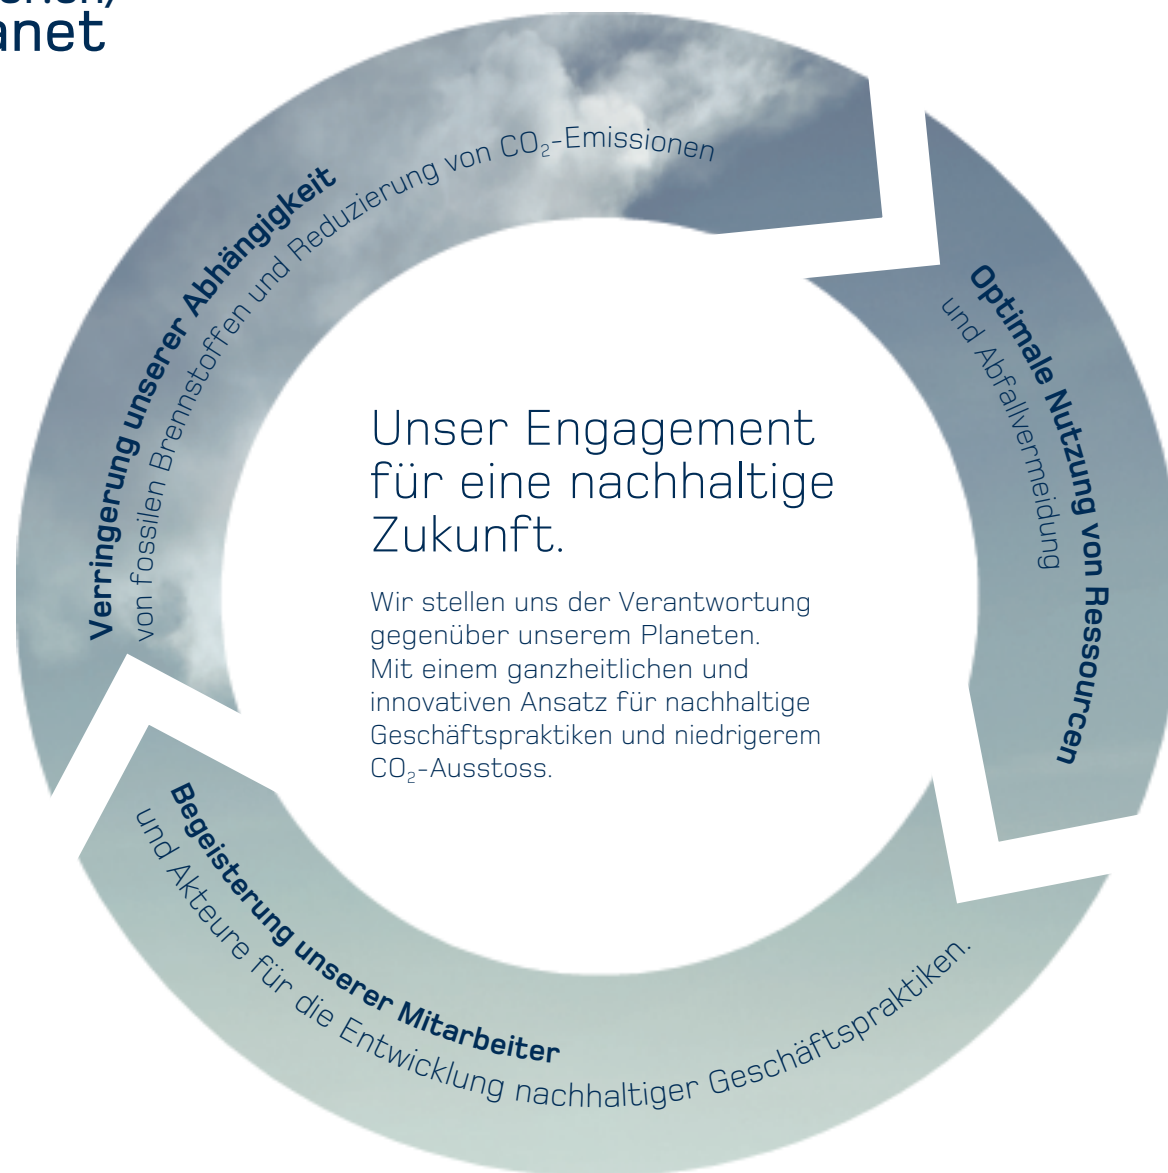 anet
Verringerung unserer Abhängigkeit
von fossilen Brennstoffen und Reduzierung von CO₂-Emissionen
Optimale Nutzung von Ressourcen
und Abfallvermeidung
Unser Engagement
für eine nachhaltige
Zukunft.
Wir stellen uns der Verantwortung
gegenüber unserem Planeten.
Mit einem ganzheitlichen und
innovativen Ansatz für nachhaltige
Geschäftspraktiken und niedrigerem
CO₂-Ausstoss.
Begeisterung unserer Mitarbeiter
und Akteure für die Entwicklung nachhaltiger Geschäftspraktiken.